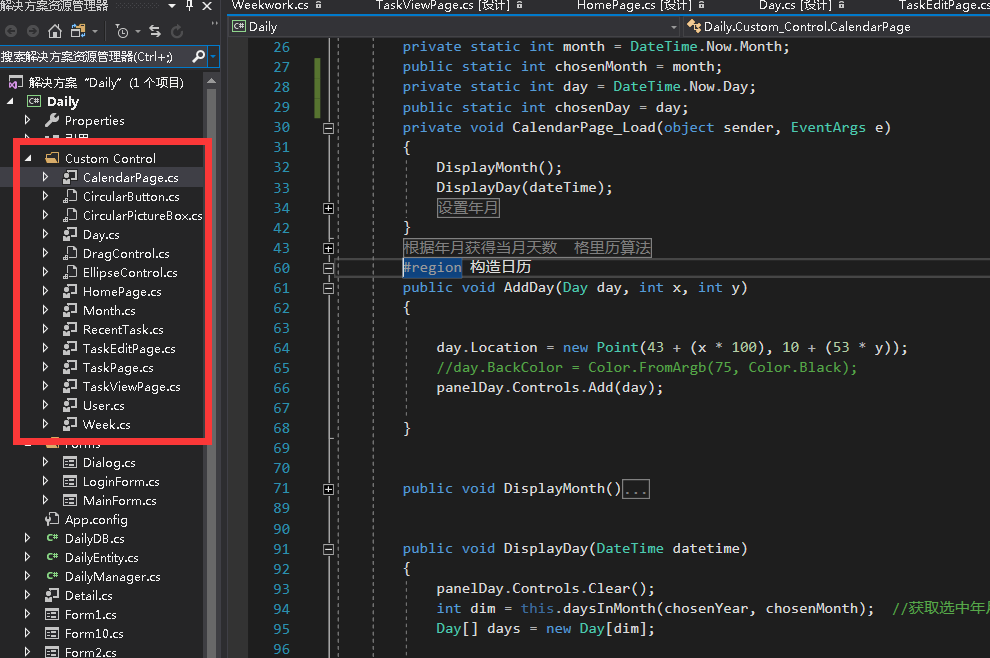 解决方案资源管理器
搜索解决方案资源管理器(Ctrl+;)
解决方案 "Daily" (1 个项目)
Daily
Properties
引用
Custom Control
CalendarPage.cs
CircularButton.cs
CircularPictureBox.cs
Day.cs
DragControl.cs
EllipseControl.cs
HomePage.cs
Month.cs
RecentTask.cs
TaskEditPage.cs
TaskPage.cs
TaskViewPage.cs
User.cs
Week.cs
Forms
Dialog.cs
LoginForm.cs
MainForm.cs
App.config
DailyDB.cs
DailyEntity.cs
DailyManager.cs
Detail.cs
Form1.cs
Form10.cs
Form2.cs
Weekwork.cs TaskViewPage.cs [设计] HomePage.cs [设计] Day.cs [设计] TaskEditPage.cs
Daily Daily.Custom_Control.CalendarPage
26 private static int month = DateTime.Now.Month;
27 public static int chosenMonth = month;
28 private static int day = DateTime.Now.Day;
29 public static int chosenDay = day;
30 private void CalendarPage_Load(object sender, EventArgs e)
31 {
32 DisplayMonth();
33 DisplayDay(dateTime);
34 设置年月
42 }
43 根据年月获得当月天数 格里历算法
60 #region 构造日历
61 public void AddDay(Day day, int x, int y)
62 {
63
64 day.Location = new Point(43 + (x * 100), 10 + (53 * y));
65 //day.BackColor = Color.FromArgb(75, Color.Black);
66 panelDay.Controls.Add(day);
67
68 }
69
70
71 public void DisplayMonth()...
89
90
91 public void DisplayDay(DateTime datetime)
92 {
93 panelDay.Controls.Clear();
94 int dim = this.daysInMonth(chosenYear, chosenMonth); //获取选中年月
95 Day[] days = new Day[dim];
96